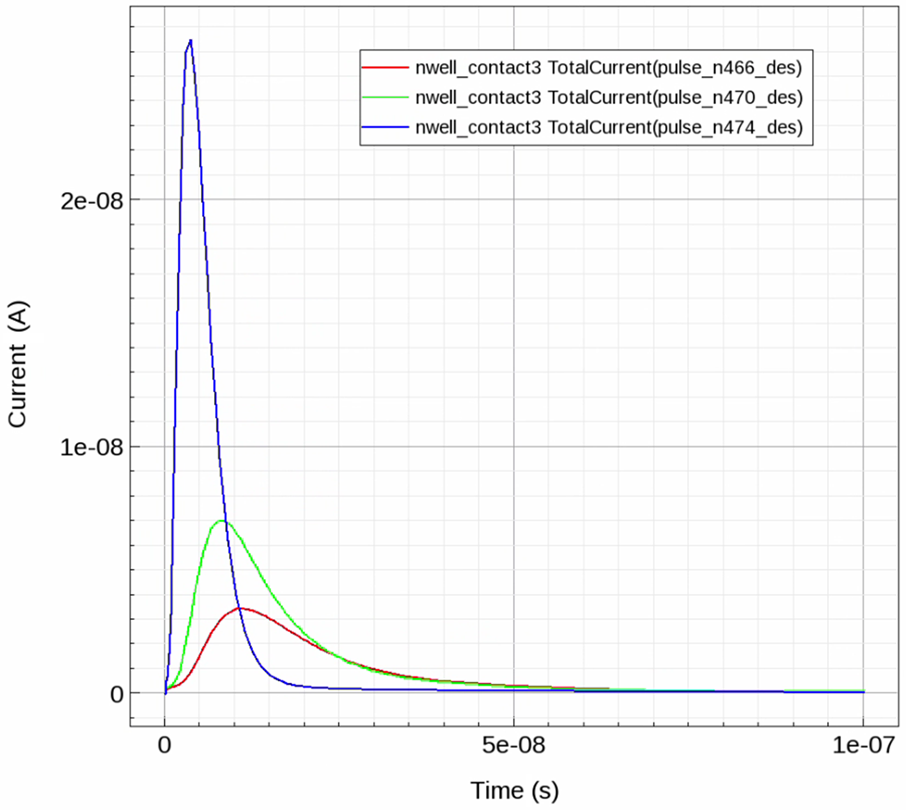 nwell_contact3 TotalCurrent(pulse_n466_des)
nwell_contact3 TotalCurrent(pulse_n470_des)
nwell_contact3 TotalCurrent(pulse_n474_des)
2e-08
1e-08
0
Current (A)
0 5e-08 1e-07
Time (s)